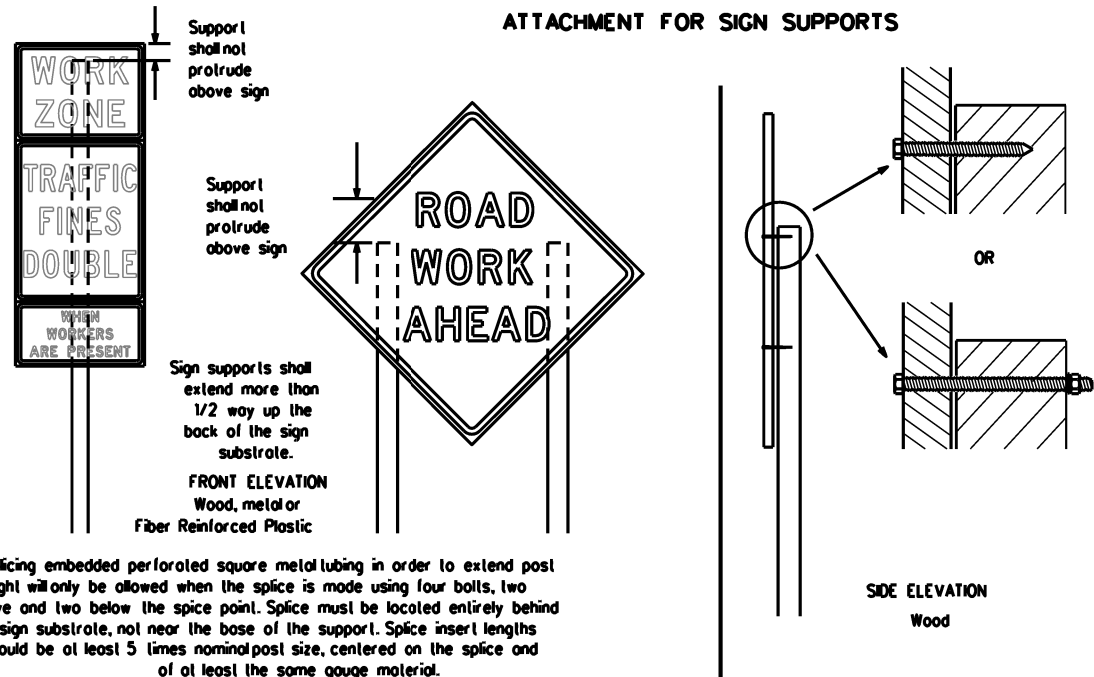 ATTACHMENT FOR SIGN SUPPORTS
Support
shall not
protrude
above sign
WORK
ZONE
TRAFFIC
FINES
DOUBLE
WHEN
WORKERS
ARE PRESENT
Support
shall not
protrude
above sign
ROAD
WORK
AHEAD
Sign supports shall
extend more than
1/2 way up the
back of the sign
substrate.
FRONT ELEVATION
Wood, metal or
Fiber Reinforced Plastic
OR
SIDE ELEVATION
Wood
licing embedded perforated square metal tubing in order to extend post
ght will only be allowed when the splice is made using four bolts, two
ve and two below the spice point. Splice must be located entirely behind
sign substrate, not near the base of the support. Splice insert lengths
ould be at least 5 times nominal post size, centered on the splice and
of at least the same gauge material.